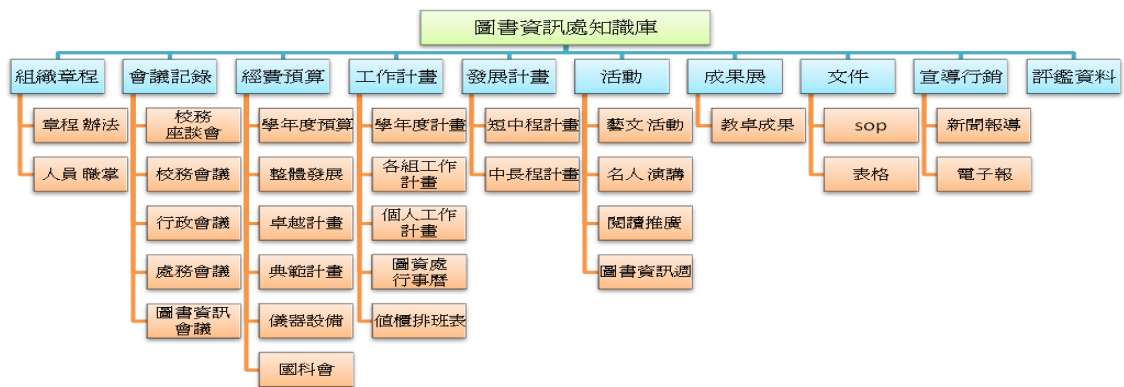 圖書資訊處知識庫
組織章程
會議記錄
經費預算
工作計畫
發展計畫
活動
成果展
文件
宣導行銷
評鑑資料
章程辦法
人員職掌
校務
座談會
校務會議
行政會議
處務會議
圖書資訊
會議
學年度預算
整體發展
卓越計畫
典範計畫
儀器設備
國科會
學年度計畫
各組工作
計畫
個人工作
計畫
圖資處
行事曆
值櫃排班表
短中程計畫
中長程計畫
藝文活動
名人演講
閱讀推廣
圖書資訊週
教卓成果
sop
表格
新聞報導
電子報